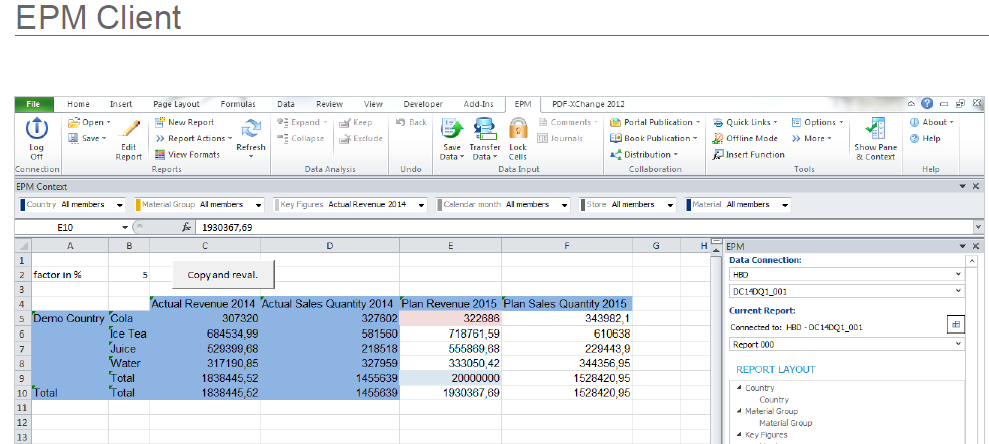 EPM Client
File Home Insert Page Layout Formulas Data Review View Developer Add-Ins EPM PDF-XChange 2012
Log Off
Open
Save
Edit Report
New Report
Report Actions
View Formats
Refresh
Expand
Collapse
Keep
Exclude
Back
Save Data
Transfer Data
Lock Cells
Comments
Journals
Portal Publication
Book Publication
Distribution
Quick Links
Offline Mode
Insert Function
Options
More
Show Pane & Context
About
Help
Connection Reports Data Analysis Undo Data Input Collaboration Tools Help
EPM Context
Country All members Material Group All members Key Figures Actual Revenue 2014 Calendar month All members Store All members Material All members
E10 fx 1930367,69
A B C D E F G H
1
2 factor in % 5 Copy and reval.
3
4 Actual Revenue 2014 Actual Sales Quantity 2014 Plan Revenue 2015 Plan Sales Quantity 2015
5 Demo Country Cola 307320 327602 322686 343982,1
6 Ice Tea 684534,99 581560 718761,59 610638
7 Juice 529399,68 218518 555869,68 229443,9
8 Water 317190,85 327959 333050,42 344356,95
9 Total 1838445,52 1455639 20000000 1528420,95
10 Total Total 1838445,52 1455639 1930367,69 1528420,95
11
12
13
EPM
Data Connection:
HBD
DC14DQ1_001
Current Report:
Connected to: HBD - DC14DQ1_001
Report 000
REPORT LAYOUT
Country
Country
Material Group
Material Group
Key Figures